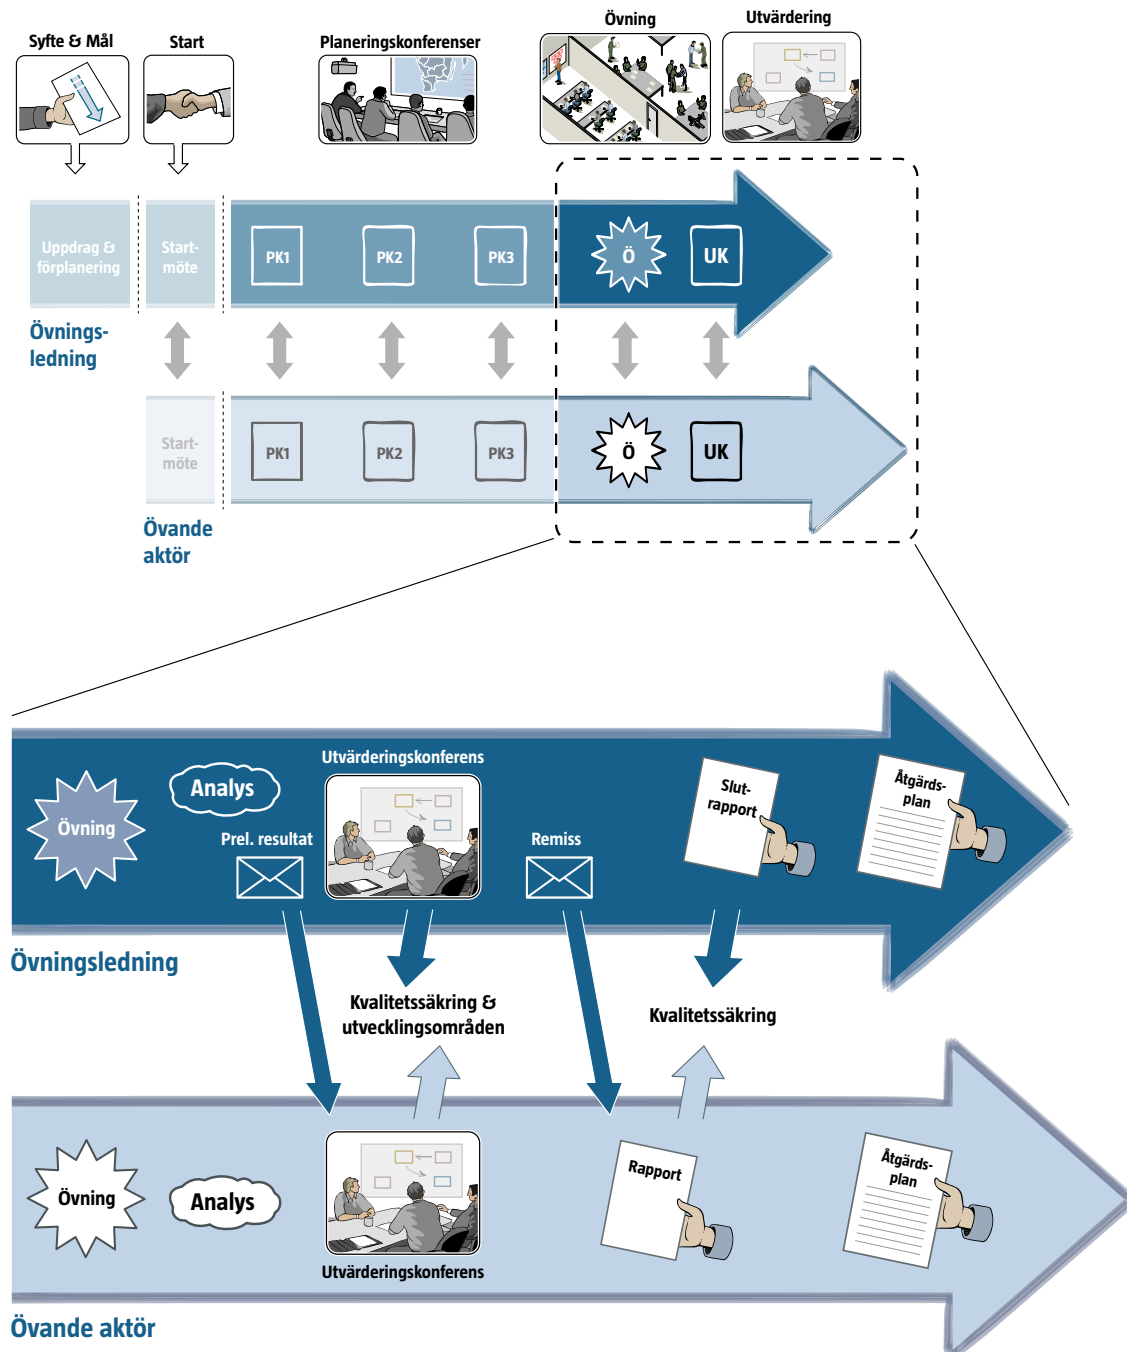 Syfte & Mål
Start
Planeringskonferenser
Övning
Utvärdering
Uppdrag &
förplanering
Start-
möte
PK1
PK2
PK3
Ö
UK
Övnings-
ledning
Start-
möte
PK1
PK2
PK3
Ö
UK
Övande
aktör
Utvärderingskonferens
Övning
Analys
Prel. resultat
Remiss
Slut-
rapport
Åtgärds-
plan
Övningsledning
Kvalitetssäkring &
utvecklingsområden
Kvalitetssäkring
Övning
Analys
Utvärderingskonferens
Rapport
Åtgärds-
plan
Övande aktör